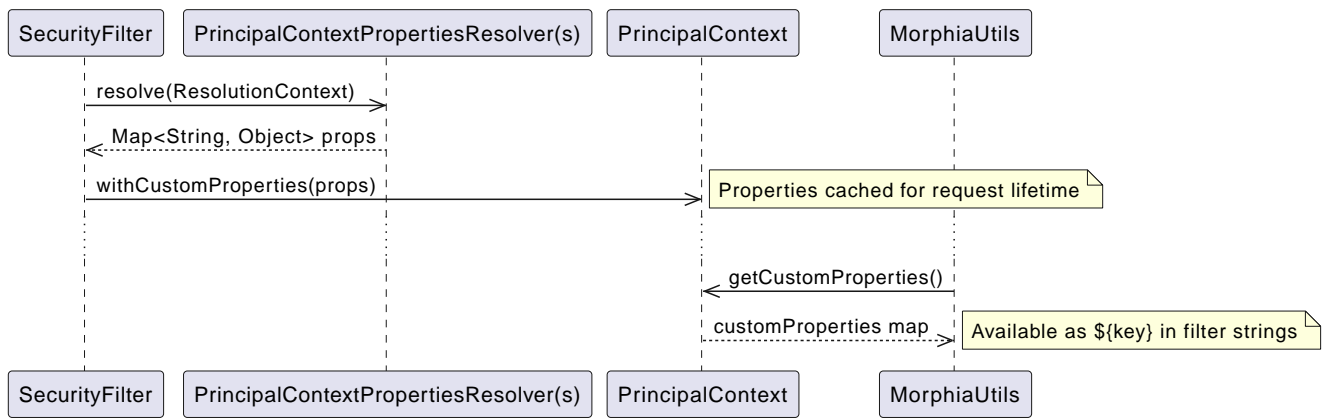 SecurityFilter
PrincipalContextPropertiesResolver(s)
PrincipalContext
MorphiaUtils
resolve(ResolutionContext)
Map<String, Object> props
withCustomProperties(props)
Properties cached for request lifetime
getCustomProperties()
customProperties map
Available as ${key} in filter strings
SecurityFilter
PrincipalContextPropertiesResolver(s)
PrincipalContext
MorphiaUtils